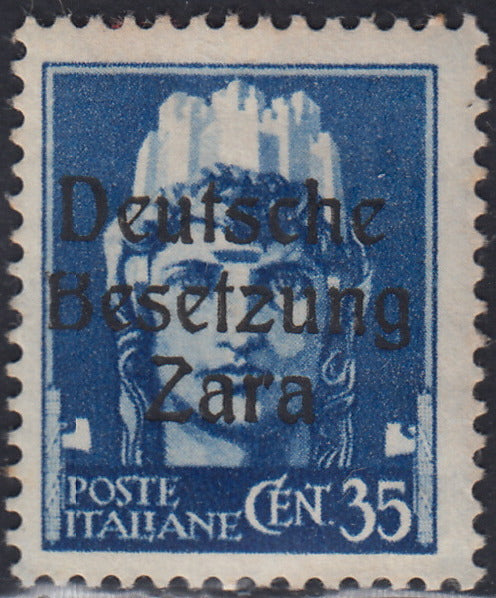 Deutsche
Besetzung
Zara
POSTE
ITALIANE CENT. 35